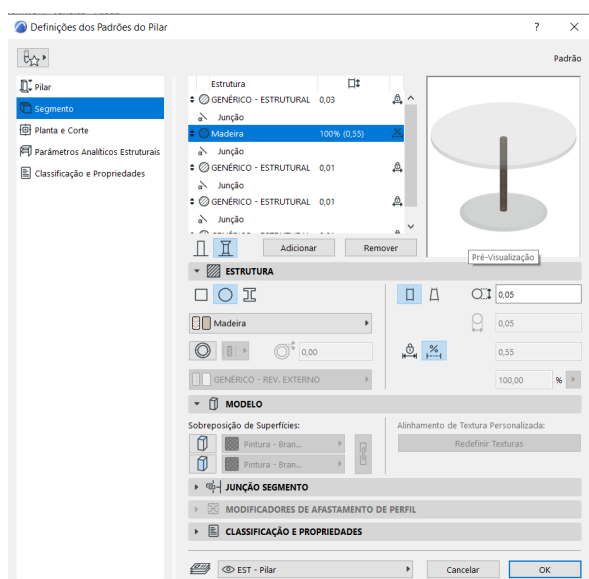 Definições dos Padrões do Pilar
?
Padrão
Pilar
Segmento
Planta e Corte
Parâmetros Analíticos Estruturais
Classificação e Propriedades
Estrutura
GENÉRICO - ESTRUTURAL 0,03
Junção
Madeira 100% (0,55)
Junção
GENÉRICO - ESTRUTURAL 0,01
Junção
GENÉRICO - ESTRUTURAL 0,01
Junção
Adicionar Remover
Pré-Visualização
ESTRUTURA
0,05
Madeira 0,05
0,00 % 0,55
GENÉRICO - REV. EXTERNO 100,00 %
MODELO
Sobreposição de Superfícies: Alinhamento de Textura Personalizada:
Pintura - Bran... Redefinir Texturas
Pintura - Bran...
JUNÇÃO SEGMENTO
MODIFICADORES DE AFASTAMENTO DE PERFIL
CLASSIFICAÇÃO E PROPRIEDADES
EST - Pilar Cancelar OK